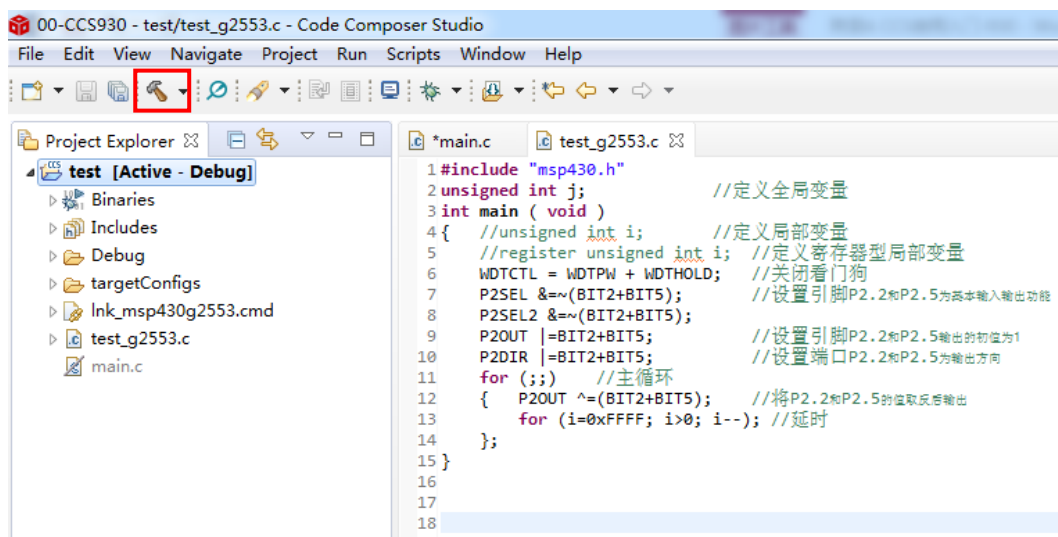 00-CCS930 - test/test_g2553.c - Code Composer Studio
File Edit View Navigate Project Run Scripts Window Help
Project Explorer
*main.c
test_g2553.c
test [Active - Debug]
Binaries
Includes
Debug
targetConfigs
lnk_msp430g2553.cmd
test_g2553.c
main.c
1 #include "msp430.h"
2 unsigned int j; //定义全局变量
3 int main ( void )
4 { //unsigned int i; //定义局部变量
5 //register unsigned int i; //定义寄存器型局部变量
6 WDTCTL = WDTPW + WDTHOLD; //关闭看门狗
7 P2SEL &=~(BIT2+BIT5); //设置引脚P2.2和P2.5为基本输入输出功能
8 P2SEL2 &=~(BIT2+BIT5);
9 P2OUT |=BIT2+BIT5; //设置引脚P2.2和P2.5输出的初值为1
10 P2DIR |=BIT2+BIT5; //设置端口P2.2和P2.5为输出方向
11 for (;;) //主循环
12 { P2OUT ^=(BIT2+BIT5); //将P2.2和P2.5的值取反后输出
13 for (i=0xFFFF; i>0; i--); //延时
14 };
15 }
16
17
18